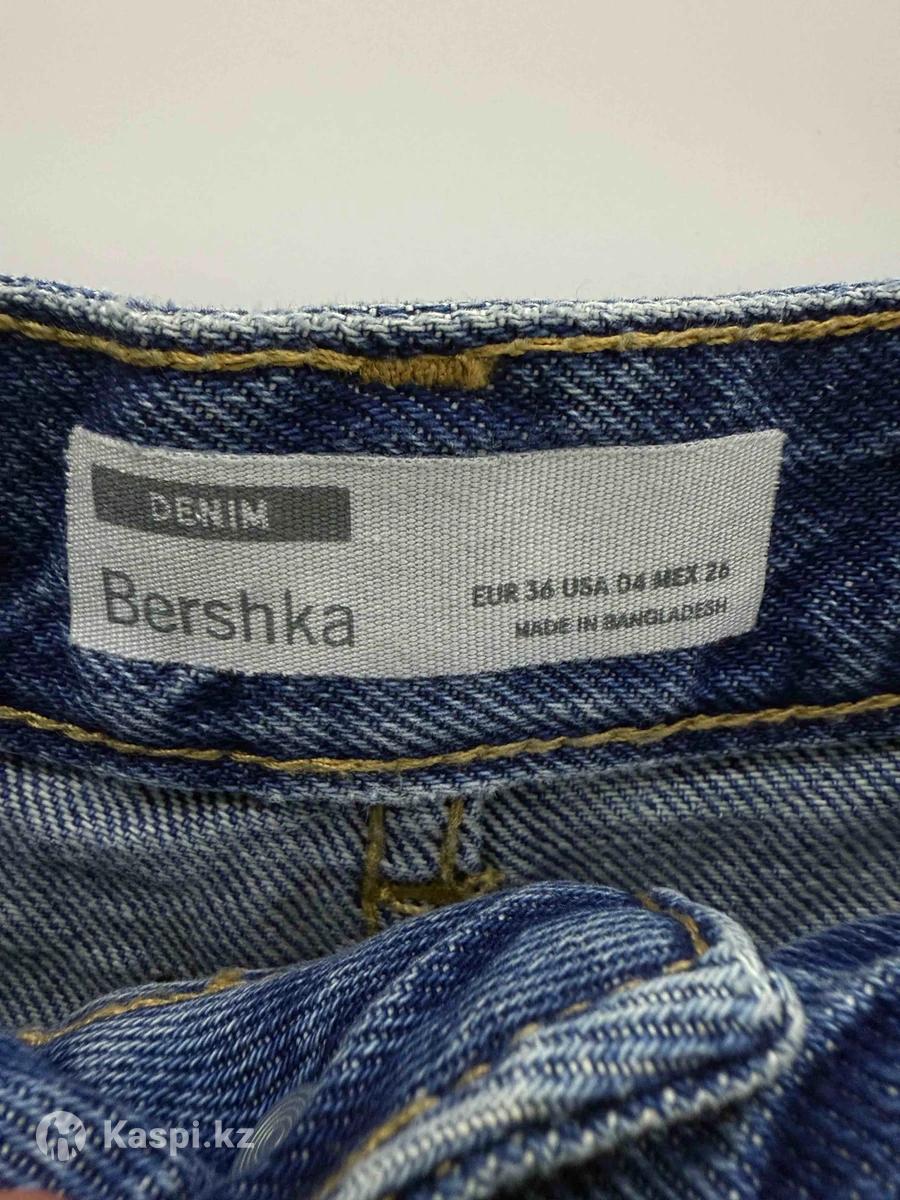 DENIM
Bershka
EUR 36 USA 04 MEX 26
MADE IN BANGLADESH
Kaspi.kz